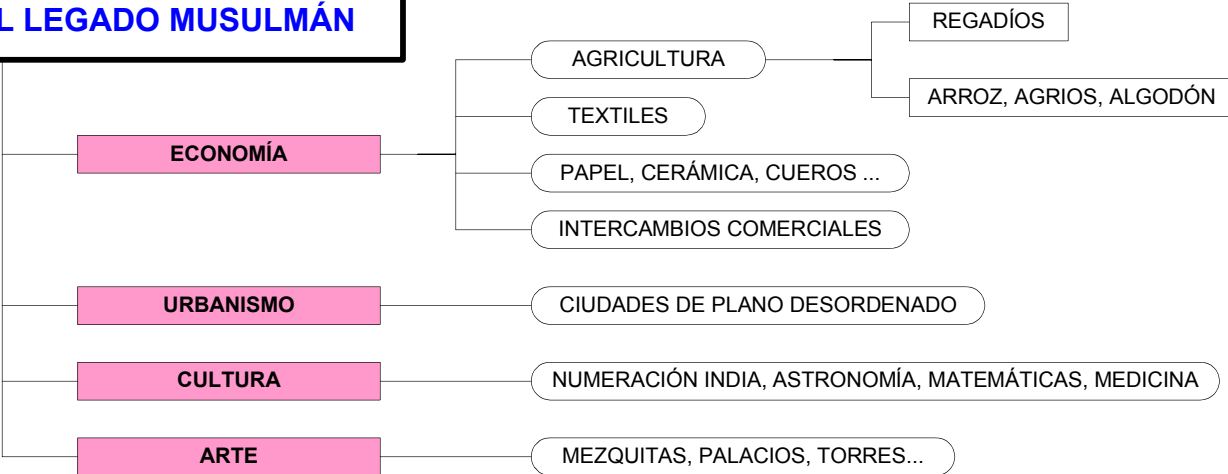 L LEGADO MUSULMÁN
REGADÍOS
AGRICULTURA
ARROZ, AGRIOS, ALGODÓN
TEXTILES
ECONOMÍA
PAPEL, CERÁMICA, CUEROS ...
INTERCAMBIOS COMERCIALES
URBANISMO
CIUDADES DE PLANO DESORDENADO
CULTURA
NUMERACIÓN INDIA, ASTRONOMÍA, MATEMÁTICAS, MEDICINA
ARTE
MEZQUITAS, PALACIOS, TORRES...